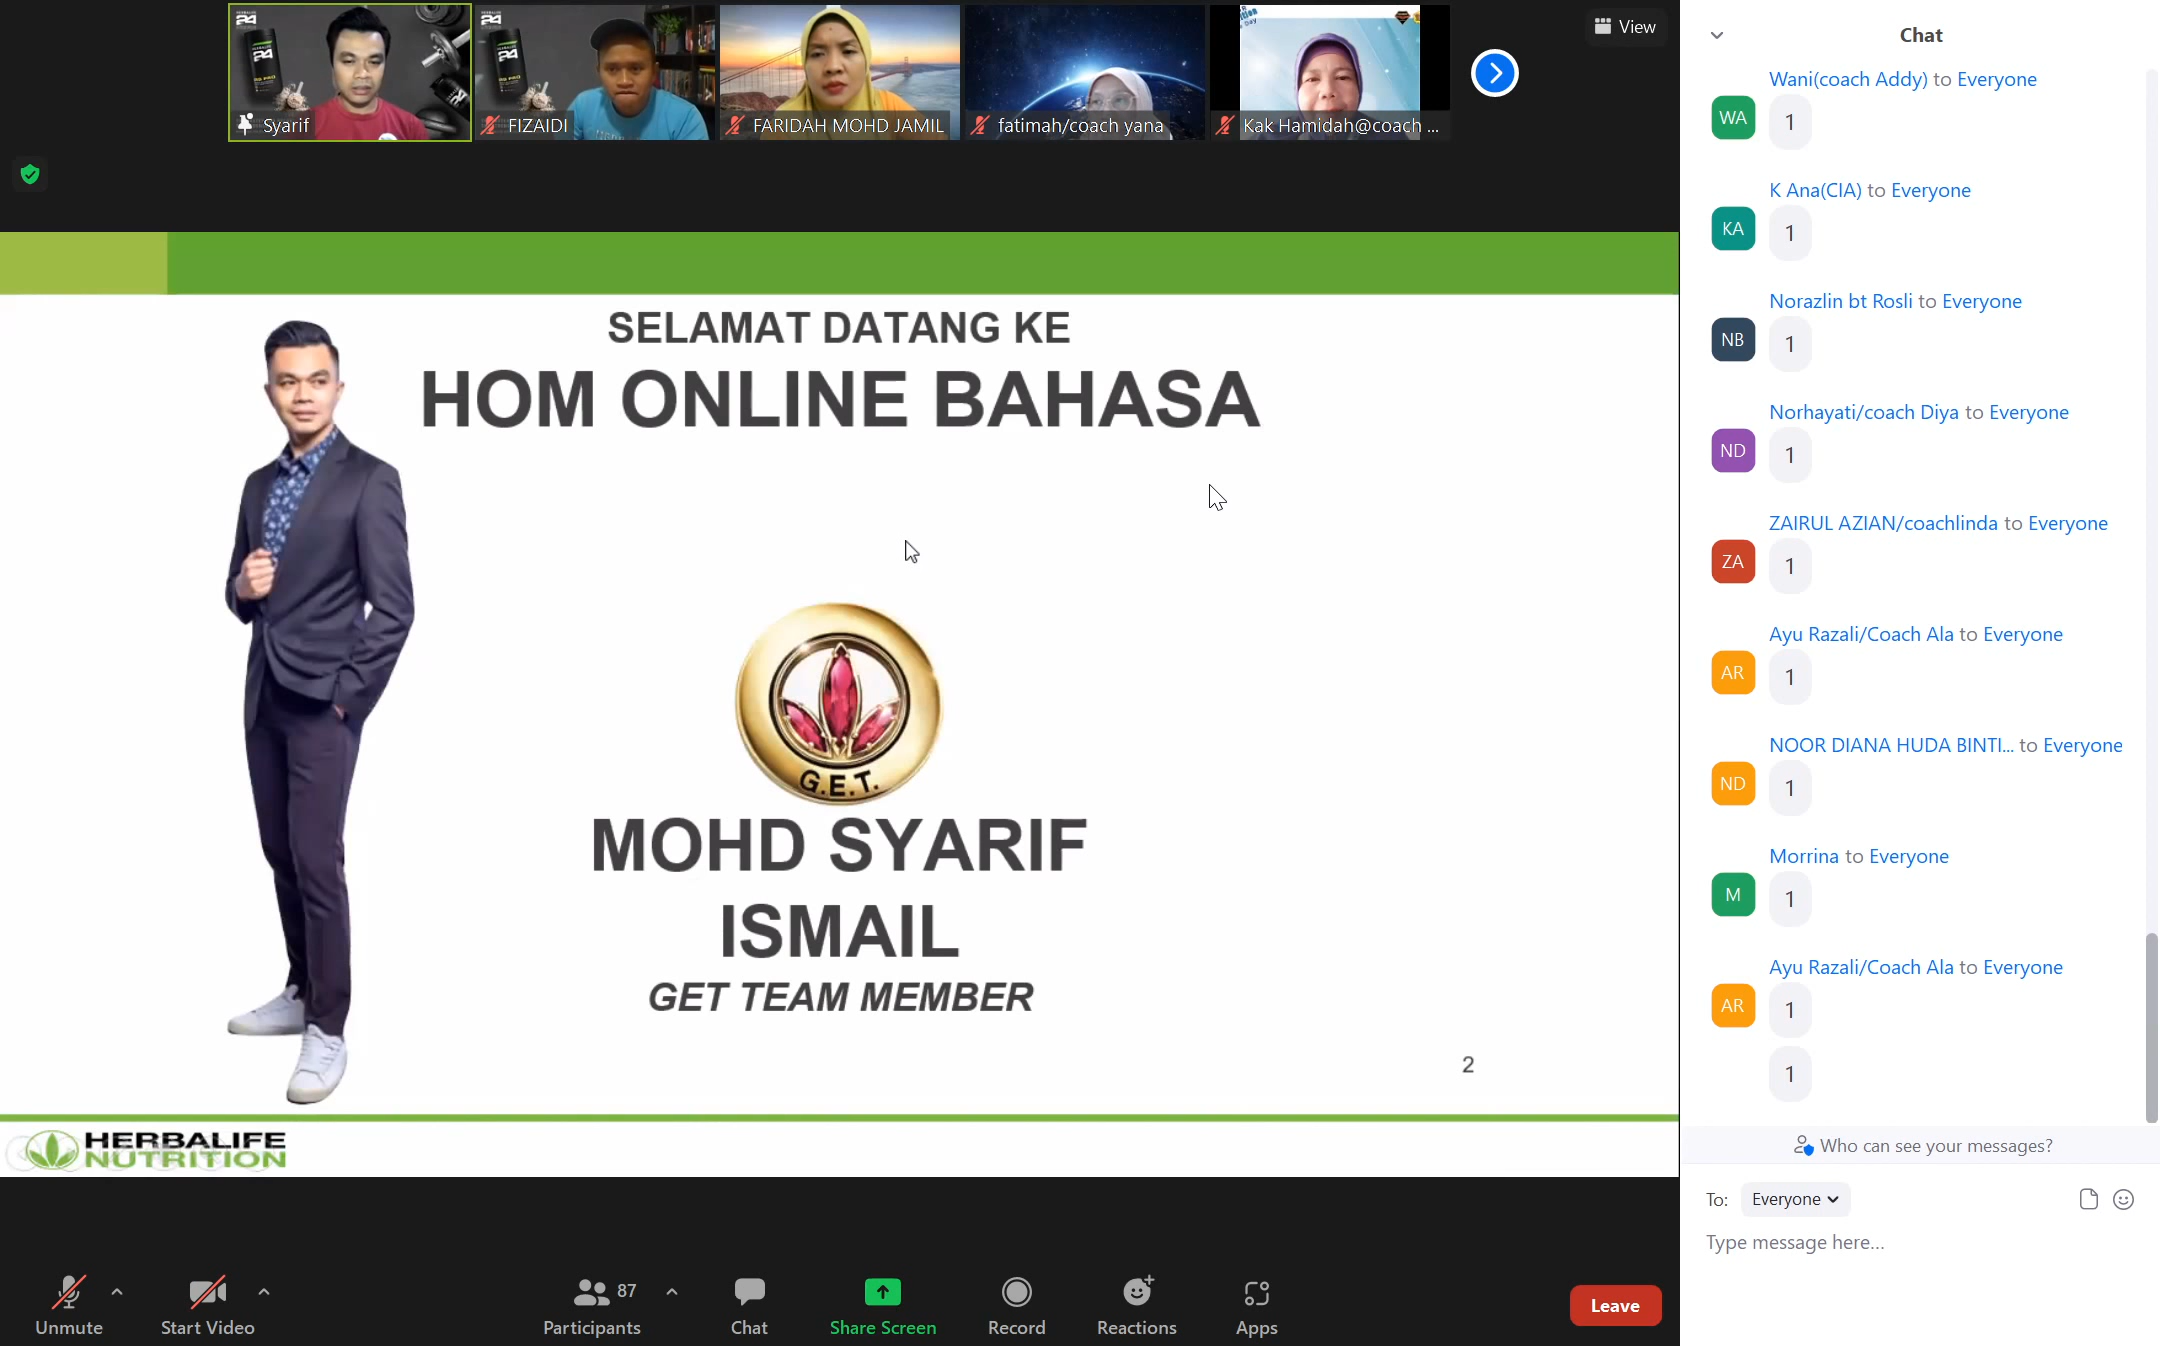 Syarif
FIZAIDI
FARIDAH MOHD JAMIL
fatimah/coach yana
Kak Hamidah@coach ...
View
SELAMAT DATANG KE
HOM ONLINE BAHASA
G.E.T.
MOHD SYARIF
ISMAIL
GET TEAM MEMBER
2
HERBALIFE
NUTRITION
Unmute
Start Video
87
Participants
Chat
Share Screen
Record
Reactions
Apps
Leave
Chat
Wani(coach Addy) to Everyone
WA
1
K Ana(CIA) to Everyone
KA
1
Norazlin bt Rosli to Everyone
NB
1
Norhayati/coach Diya to Everyone
ND
1
ZAIRUL AZIAN/coachlinda to Everyone
ZA
1
Ayu Razali/Coach Ala to Everyone
AR
1
NOOR DIANA HUDA BINTI... to Everyone
ND
1
Morrina to Everyone
M
1
Ayu Razali/Coach Ala to Everyone
AR
1
1
Who can see your messages?
To: Everyone
Type message here...